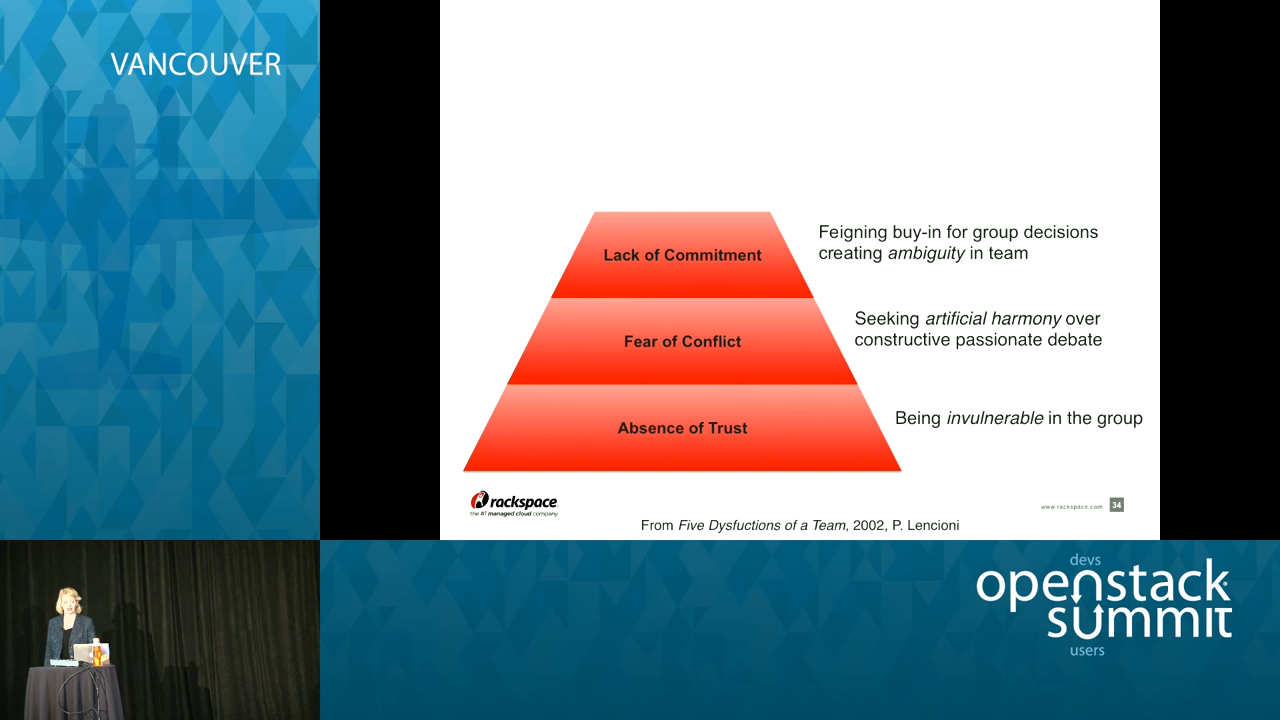 VANCOUVER
Lack of Commitment
Feigning buy-in for group decisions
creating ambiguity in team
Fear of Conflict
Seeking artificial harmony over
constructive passionate debate
Absence of Trust
Being invulnerable in the group
rackspace
the #1 managed cloud company
www.rackspace.com 34
From Five Dysfuctions of a Team, 2002, P. Lencioni
devs
openstack
summit
users